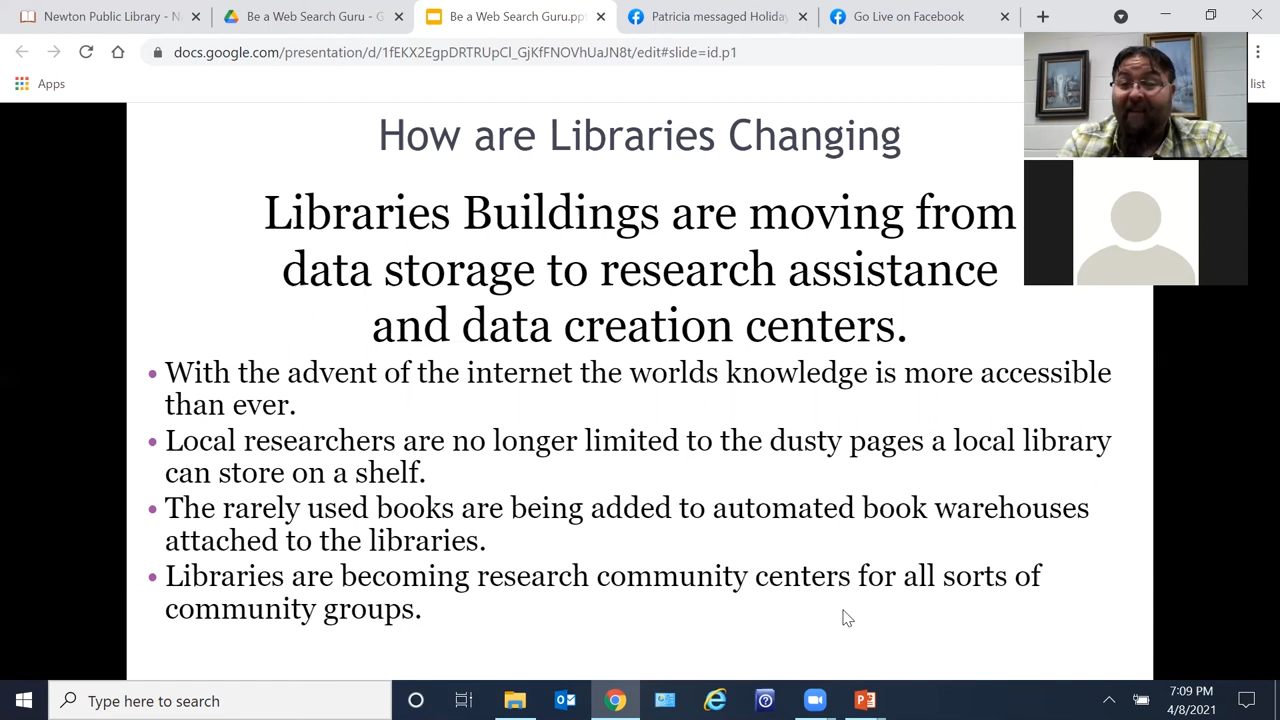 Newton Public Library - N
Be a Web Search Guru - G
Be a Web Search Guru.pp
Patricia messaged Holiday
Go Live on Facebook
docs.google.com/presentation/d/1fEKX2EgpDRTRUpCl_GjKfFNOVhUaJN8t/edit#slide=id.p1
Apps
list
How are Libraries Changing
Libraries Buildings are moving from
data storage to research assistance
and data creation centers.
• With the advent of the internet the worlds knowledge is more accessible
than ever.
• Local researchers are no longer limited to the dusty pages a local library
can store on a shelf.
• The rarely used books are being added to automated book warehouses
attached to the libraries.
• Libraries are becoming research community centers for all sorts of
community groups.
Type here to search
7:09 PM
4/8/2021